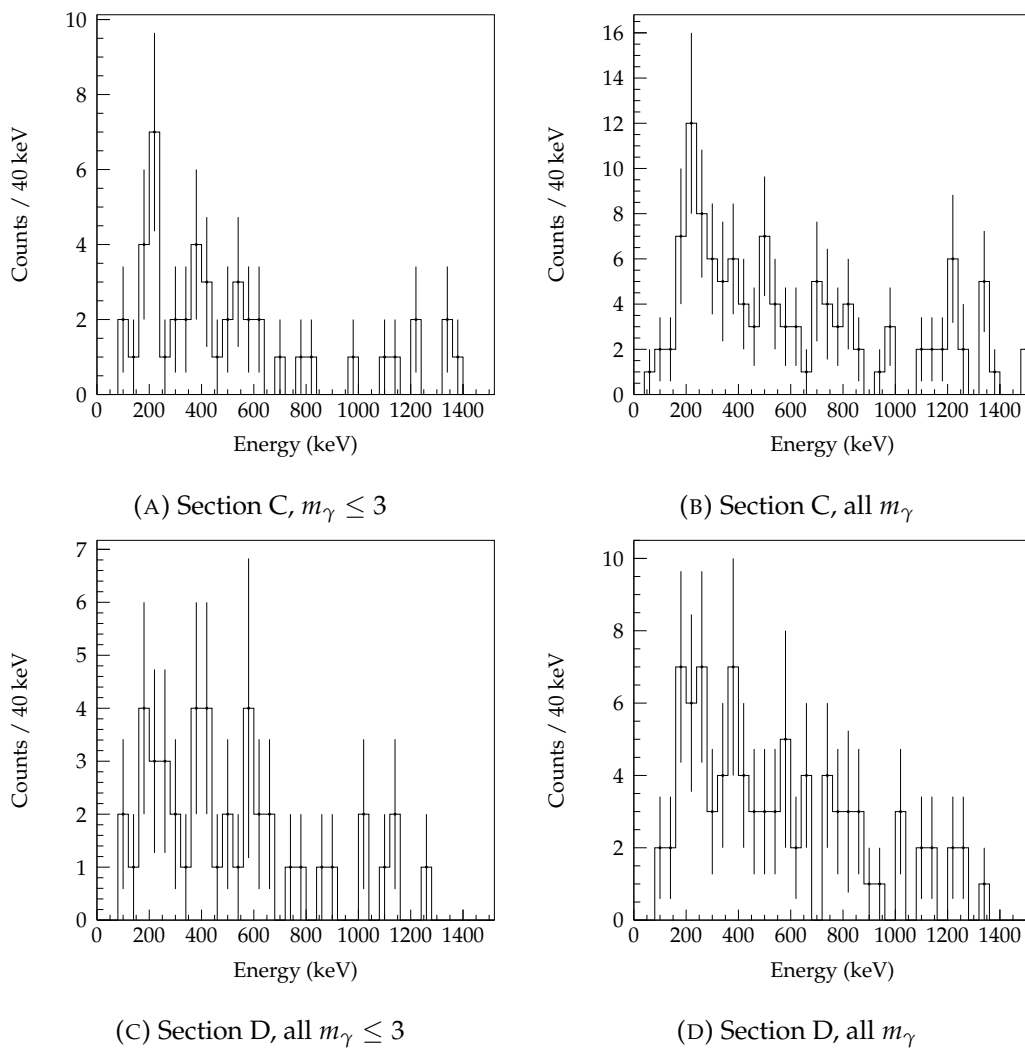 10
8
6
4
2
0
Counts / 40 keV
0 200 400 600 800 1000 1200 1400
Energy (keV)
(A) Section C, m_γ ≤ 3
16
14
12
10
8
6
4
2
0
Counts / 40 keV
0 200 400 600 800 1000 1200 1400
Energy (keV)
(B) Section C, all m_γ
7
6
5
4
3
2
1
0
Counts / 40 keV
0 200 400 600 800 1000 1200 1400
Energy (keV)
(C) Section D, all m_γ ≤ 3
10
8
6
4
2
0
Counts / 40 keV
0 200 400 600 800 1000 1200 1400
Energy (keV)
(D) Section D, all m_γ